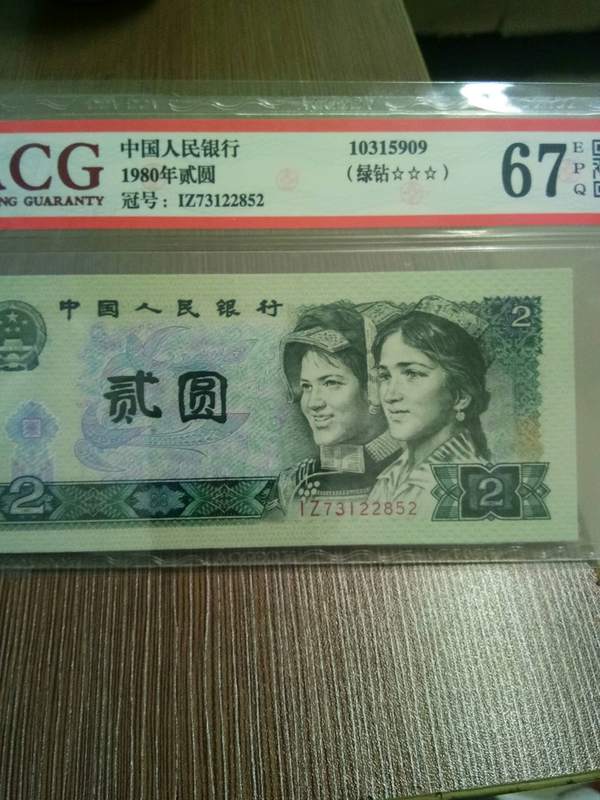 ACG
NG GUARANTY
中国人民银行
1980年贰圆
冠号：IZ73122852
10315909
（绿钻☆☆☆）
67
E
P
Q
中国人民银行
2
贰圆
2
IZ73122852
2